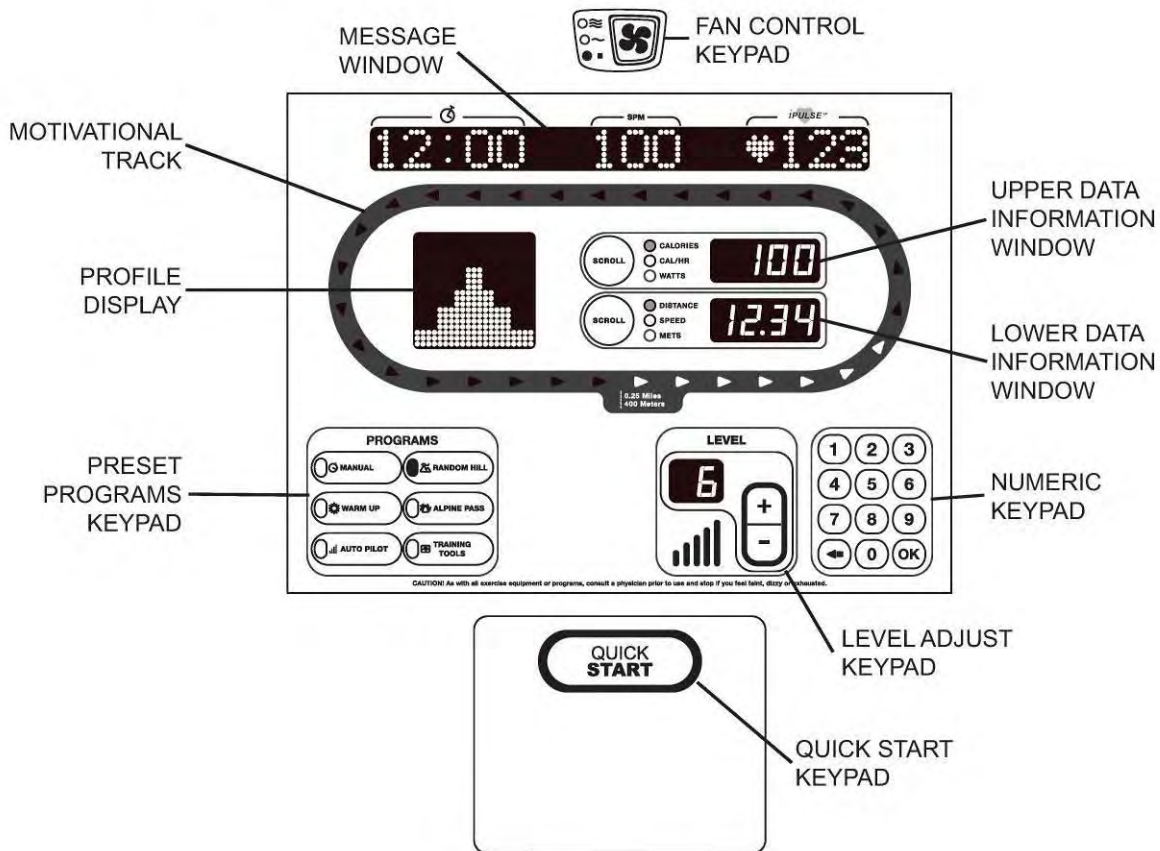 FAN CONTROL
KEYPAD
MESSAGE
WINDOW
SPM
iPULSE™
12:00 100 123
MOTIVATIONAL
TRACK
UPPER DATA
INFORMATION
WINDOW
SCROLL
CALORIES
CAL/HR
WATTS
100
PROFILE
DISPLAY
SCROLL
DISTANCE
SPEED
METS
12.34
LOWER DATA
INFORMATION
WINDOW
0.25 Miles
400 Meters
PROGRAMS
MANUAL
RANDOM HILL
WARM UP
ALPINE PASS
AUTO PILOT
TRAINING
TOOLS
PRESET
PROGRAMS
KEYPAD
LEVEL
6
+
-
1 2 3
4 5 6
7 8 9
0 OK
NUMERIC
KEYPAD
CAUTION! As with all exercise equipment or programs, consult a physician prior to use and stop if you feel faint, dizzy or exhausted.
LEVEL ADJUST
KEYPAD
QUICK
START
QUICK START
KEYPAD